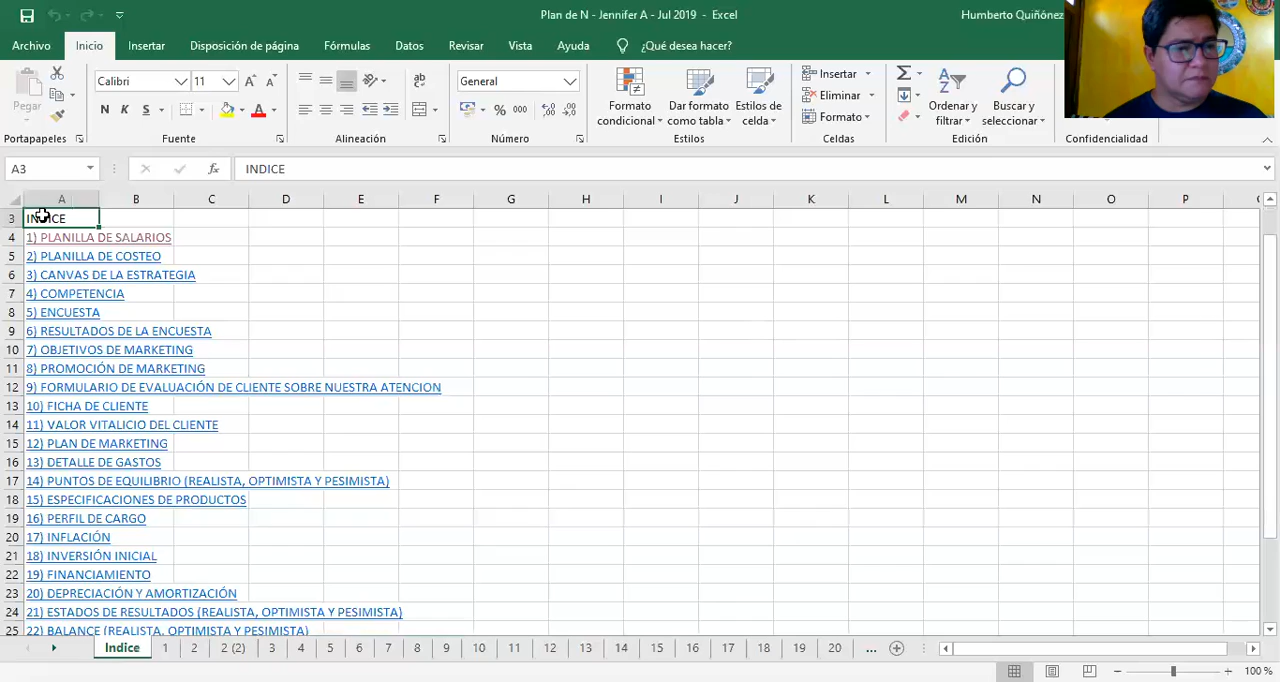 Plan de N - Jennifer A - Jul 2019 - Excel
Humberto Quiñónez
Archivo Inicio Insertar Disposición de página Fórmulas Datos Revisar Vista Ayuda ¿Qué desea hacer?
Pegar
Calibri 11
General
N K S
% 000
Formato condicional
Dar formato como tabla
Estilos de celda
Insertar
Eliminar
Formato
Ordenar y filtrar
Buscar y seleccionar
Portapapeles Fuente Alineación Número Estilos Celdas Edición Confidencialidad
A3 fx INDICE
A B C D E F G H I J K L M N O P
3 INDICE
4 1) PLANILLA DE SALARIOS
5 2) PLANILLA DE COSTEO
6 3) CANVAS DE LA ESTRATEGIA
7 4) COMPETENCIA
8 5) ENCUESTA
9 6) RESULTADOS DE LA ENCUESTA
10 7) OBJETIVOS DE MARKETING
11 8) PROMOCIÓN DE MARKETING
12 9) FORMULARIO DE EVALUACIÓN DE CLIENTE SOBRE NUESTRA ATENCION
13 10) FICHA DE CLIENTE
14 11) VALOR VITALICIO DEL CLIENTE
15 12) PLAN DE MARKETING
16 13) DETALLE DE GASTOS
17 14) PUNTOS DE EQUILIBRIO (REALISTA, OPTIMISTA Y PESIMISTA)
18 15) ESPECIFICACIONES DE PRODUCTOS
19 16) PERFIL DE CARGO
20 17) INFLACIÓN
21 18) INVERSIÓN INICIAL
22 19) FINANCIAMIENTO
23 20) DEPRECIACIÓN Y AMORTIZACIÓN
24 21) ESTADOS DE RESULTADOS (REALISTA, OPTIMISTA Y PESIMISTA)
25 22) BALANCE (REALISTA, OPTIMISTA Y PESIMISTA)
Indice 1 2 2 (2) 3 4 5 6 7 8 9 10 11 12 13 14 15 16 17 18 19 20 ...
100 %